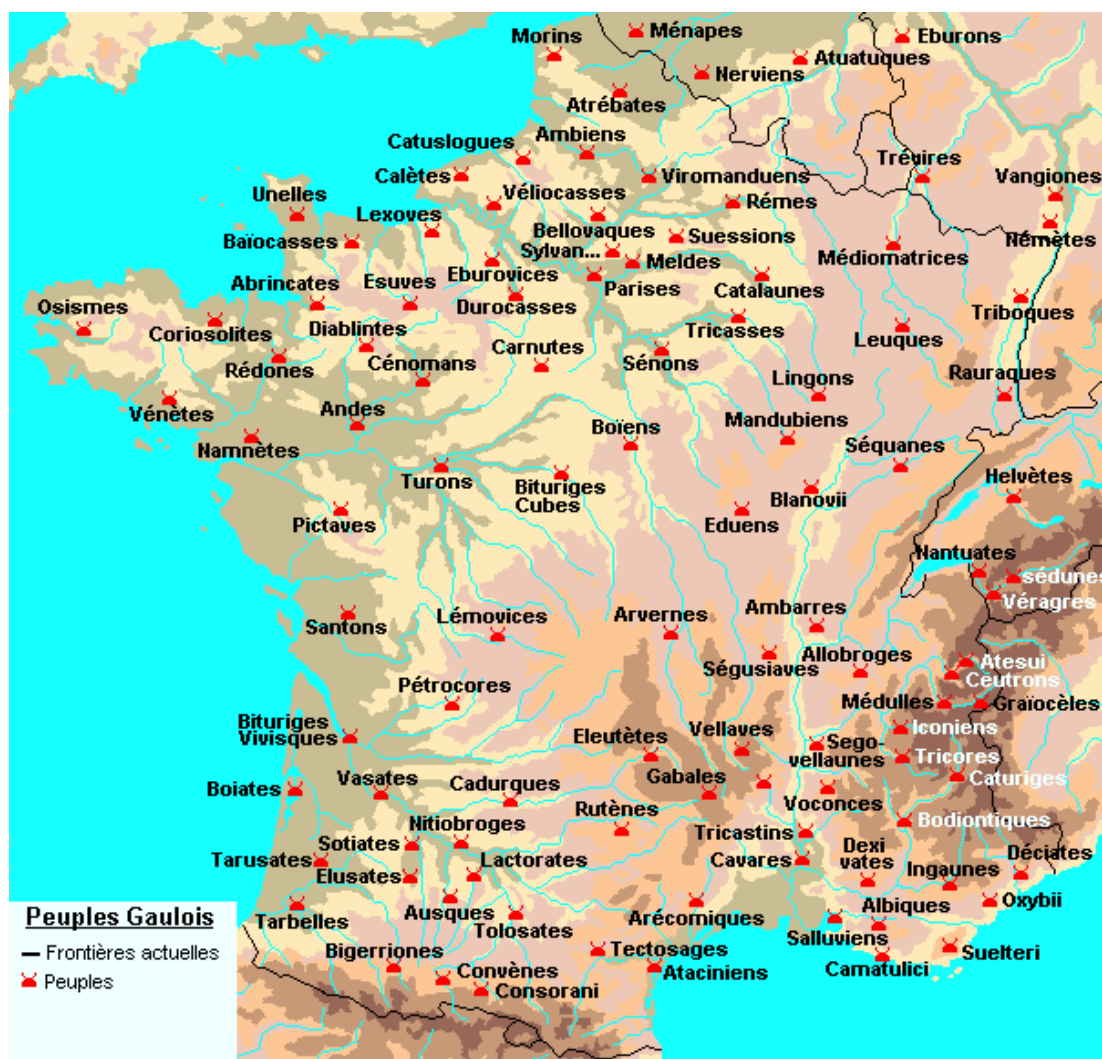 Morins
Ménapes
Eburons
Nerviens
Atuatuques
Atrébates
Ambiens
Catuslogues
Calètes
Viromanduens
Trévires
Vangiones
Unelles
Véliocasses
Rémes
Lexoves
Bellovaques
Suessions
Némètes
Baïocasses
Sylvan...
Médiomatrices
Eburovices
Meldes
Abrincates
Esuves
Parises
Catalaunes
Osismes
Durocasses
Triboques
Coriosolites
Diablintes
Tricasses
Leuques
Rédones
Cénomans
Carnutes
Sénons
Rauraques
Lingons
Vénètes
Andes
Mandubiens
Namnètes
Boïens
Séquanes
Turons
Bituriges
Cubes
Blanovii
Helvètes
Pictaves
Eduens
Nantuates
sédunes
Véragres
Santons
Lémovices
Arvernes
Ambarres
Ségusiaves
Allobroges
Atesui
Ceutrons
Pétrocores
Médulles
Graïocèles
Bituriges
Vivisques
Eleutètes
Vellaves
Sego-
vellaunes
Iconiens
Tricores
Boiates
Vasates
Cadurques
Gabales
Voconces
Caturiges
Nitiobroges
Rutènes
Tricastins
Bodiontiques
Sotiates
Lactorates
Cavares
Dexi
vates
Déciates
Tarusates
Elusates
Ingaunes
Tarbelles
Ausques
Tolosates
Arécomiques
Albiques
Oxybii
Salluviens
Bigerriones
Tectosages
Camatulici
Suelteri
Convènes
Ataciniens
Consorani
Peuples Gaulois
Frontières actuelles
Peuples